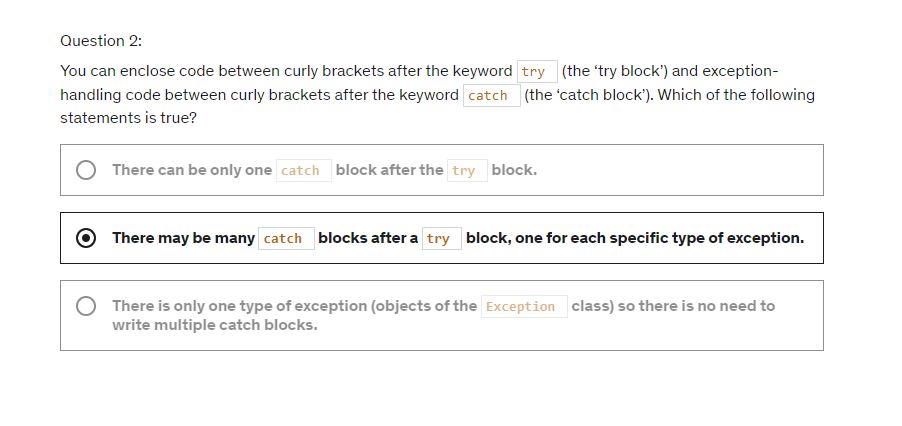 Question 2:
You can enclose code between curly brackets after the keyword try (the ‘try block’) and exception-
handling code between curly brackets after the keyword catch (the ‘catch block’). Which of the following
statements is true?
There can be only one catch block after the try block.
There may be many catch blocks after a try block, one for each specific type of exception.
There is only one type of exception (objects of the Exception class) so there is no need to
write multiple catch blocks.